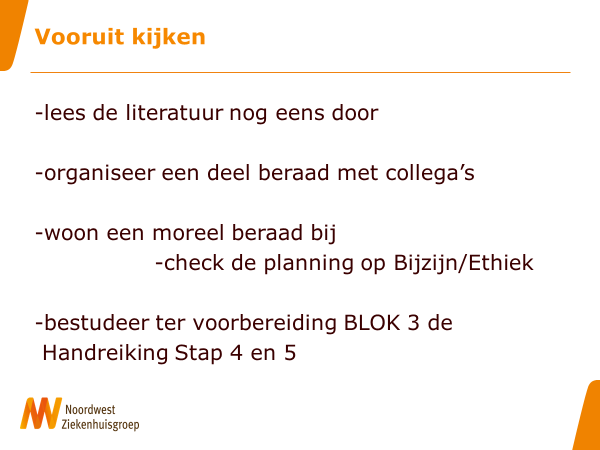 Vooruit kijken
-lees de literatuur nog eens door
-organiseer een deel beraad met collega’s
-woon een moreel beraad bij
-check de planning op Bijzijn/Ethiek
-bestudeer ter voorbereiding BLOK 3 de
Handreiking Stap 4 en 5
Noordwest
Ziekenhuisgroep